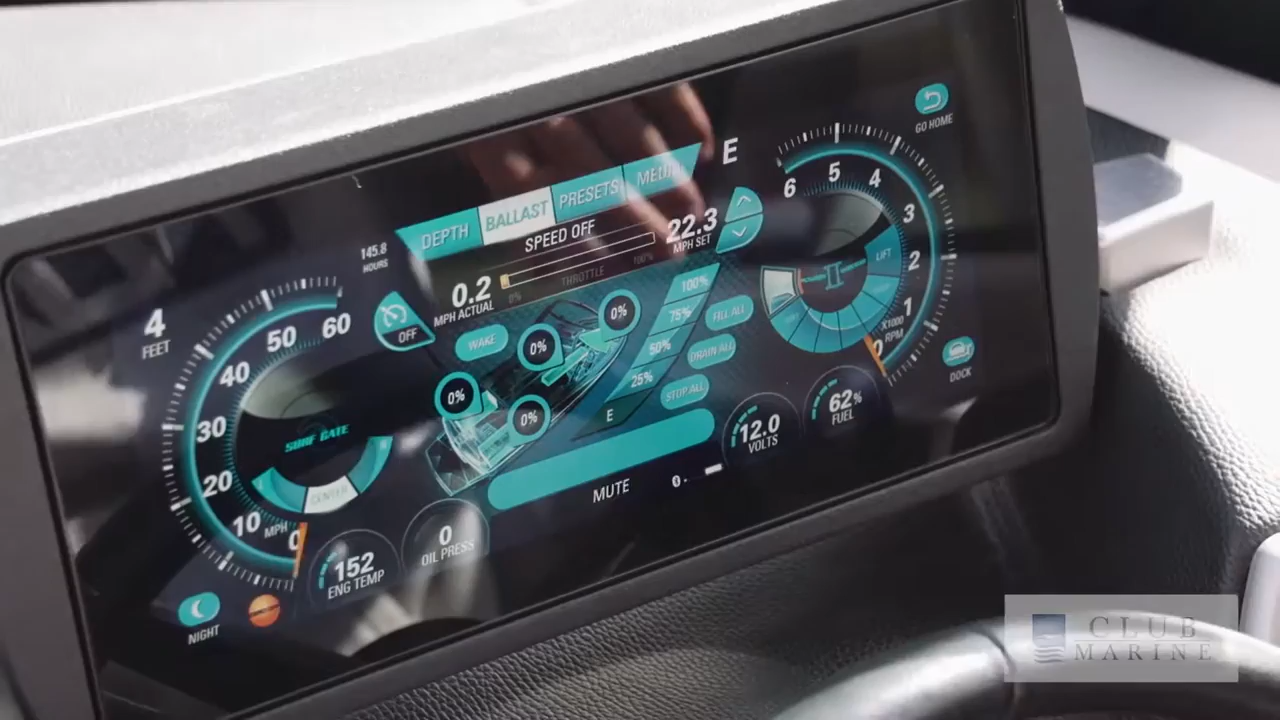 GO HOME
E
DEPTH
BALLAST
PRESETS
145.8
HOURS
SPEED OFF
22.3
MPH SET
0.2
MPH ACTUAL
0%
THROTTLE
100%
OFF
4
FEET
60
50
40
30
20
10
0
MPH
SURF GATE
CENTER
WAKE
0%
0%
0%
0%
100%
75%
50%
25%
E
FILL ALL
DRAIN ALL
STOP ALL
6
5
4
3
2
1
0
X1000
RPM
LIFT
DOCK
62%
FUEL
12.0
VOLTS
MUTE
0
OIL PRESS
152
ENG TEMP
NIGHT
CLUB
MARINE